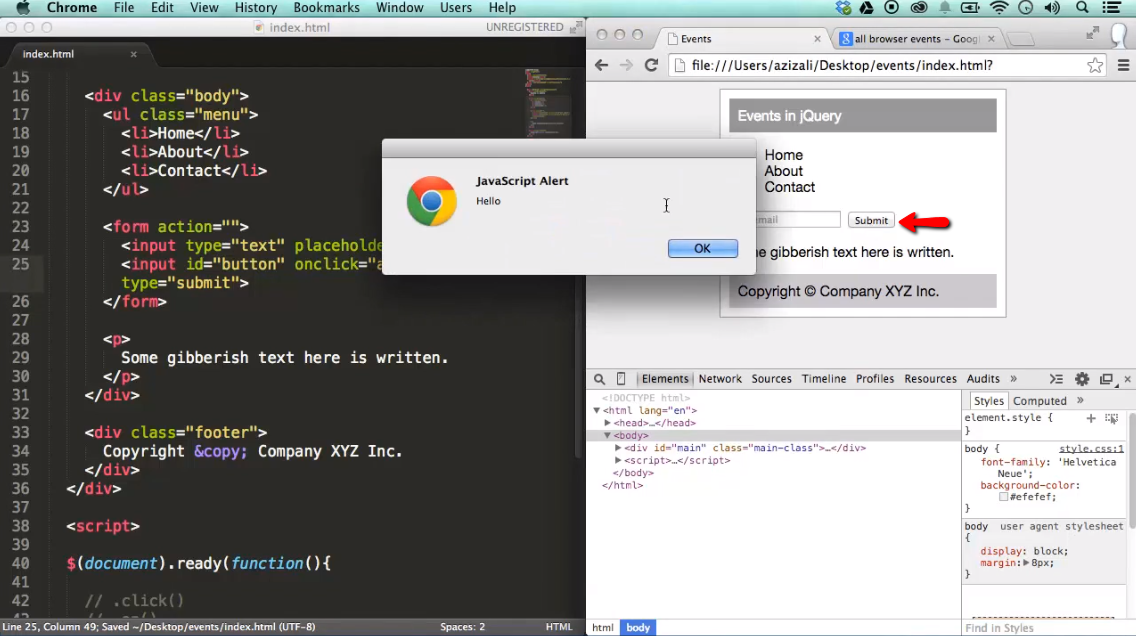 Chrome File Edit View History Bookmarks Window Users Help
index.html UNREGISTERED
index.html
15
16 <div class="body">
17 <ul class="menu">
18 <li>Home</li>
19 <li>About</li>
20 <li>Contact</li>
21 </ul>
22
23 <form action="">
24 <input type="text"
25 <input id="button" onclick=
type="submit">
26 </form>
27
28 <p>
29 Some gibberish text here is written.
30 </p>
31 </div>
32
33 <div class="footer">
34 Copyright &copy; Company XYZ Inc.
35 </div>
36 </div>
37
38 <script>
39
40 $(document).ready(function(){
41
42 // .click()
Line 25, Column 49; Saved ~/Desktop/events/index.html (UTF-8) Spaces: 2 HTML
JavaScript Alert
Hello
OK
Events
all browser events - Goog
file:///Users/azizali/Desktop/events/index.html?
Events in jQuery
Home
About
Contact
Submit
gibberish text here is written.
Copyright © Company XYZ Inc.
Elements Network Sources Timeline Profiles Resources Audits »
<!DOCTYPE html>
<html lang="en">
<head>…</head>
<body>
<div id="main" class="main-class">…</div>
<script>…</script>
</body>
</html>
html body
Styles Computed »
element.style {
}
body { style.css:1
font-family: 'Helvetica
Neue';
background-color:
#efefef;
}
body user agent stylesheet
{
display: block;
margin: 8px;
}
Find in Styles